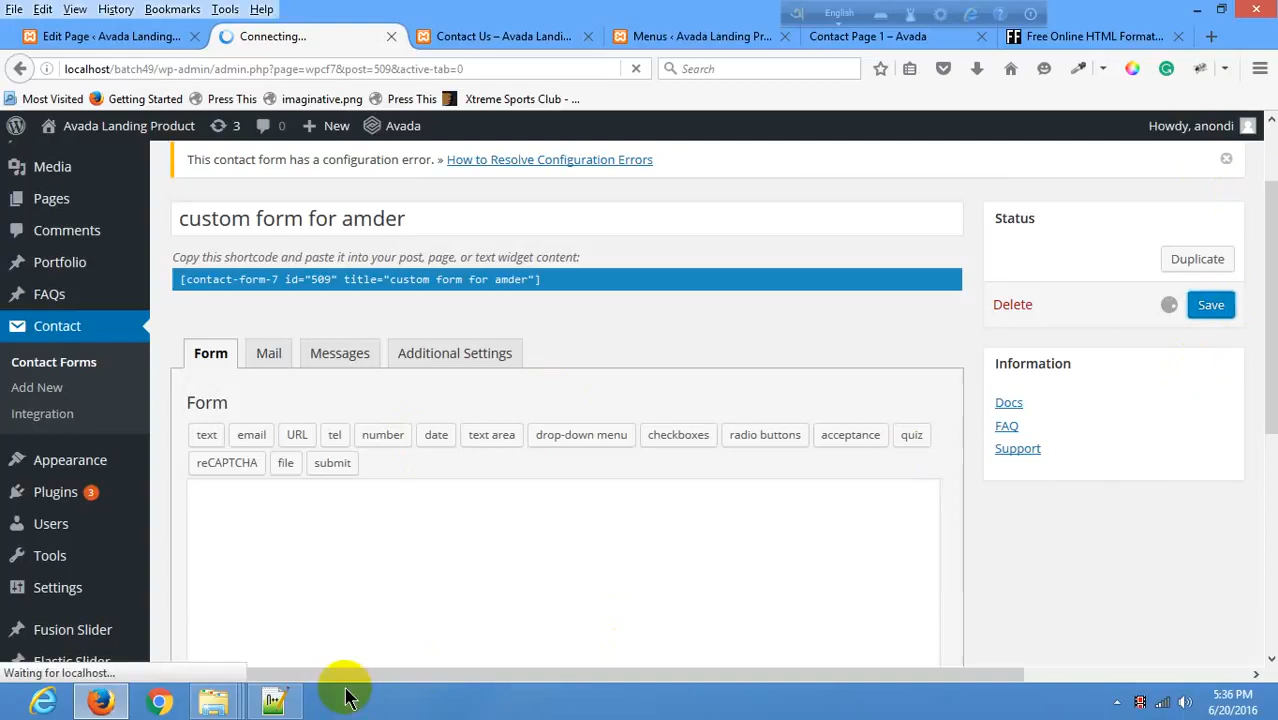 File Edit View History Bookmarks Tools Help
English
Edit Page ‹ Avada Landing... × Connecting... × Contact Us – Avada Landi... × Menus ‹ Avada Landing Pr... × Contact Page 1 – Avada × Free Online HTML Format... ×
localhost/batch49/wp-admin/admin.php?page=wpcf7&post=509&active-tab=0
Search
Most Visited Getting Started Press This imaginative.png Press This Xtreme Sports Club - ...
Avada Landing Product 3 0 New Avada Howdy, anondi
Media
Pages
Comments
Portfolio
FAQs
Contact
Contact Forms
Add New
Integration
Appearance
Plugins 3
Users
Tools
Settings
Fusion Slider
Elastic Slider
This contact form has a configuration error. » How to Resolve Configuration Errors
custom form for amder
Copy this shortcode and paste it into your post, page, or text widget content:
[contact-form-7 id="509" title="custom form for amder"]
Form Mail Messages Additional Settings
Form
text email URL tel number date text area drop-down menu checkboxes radio buttons acceptance quiz
reCAPTCHA file submit
Status
Duplicate
Delete Save
Information
Docs
FAQ
Support
Waiting for localhost...
5:36 PM
6/20/2016